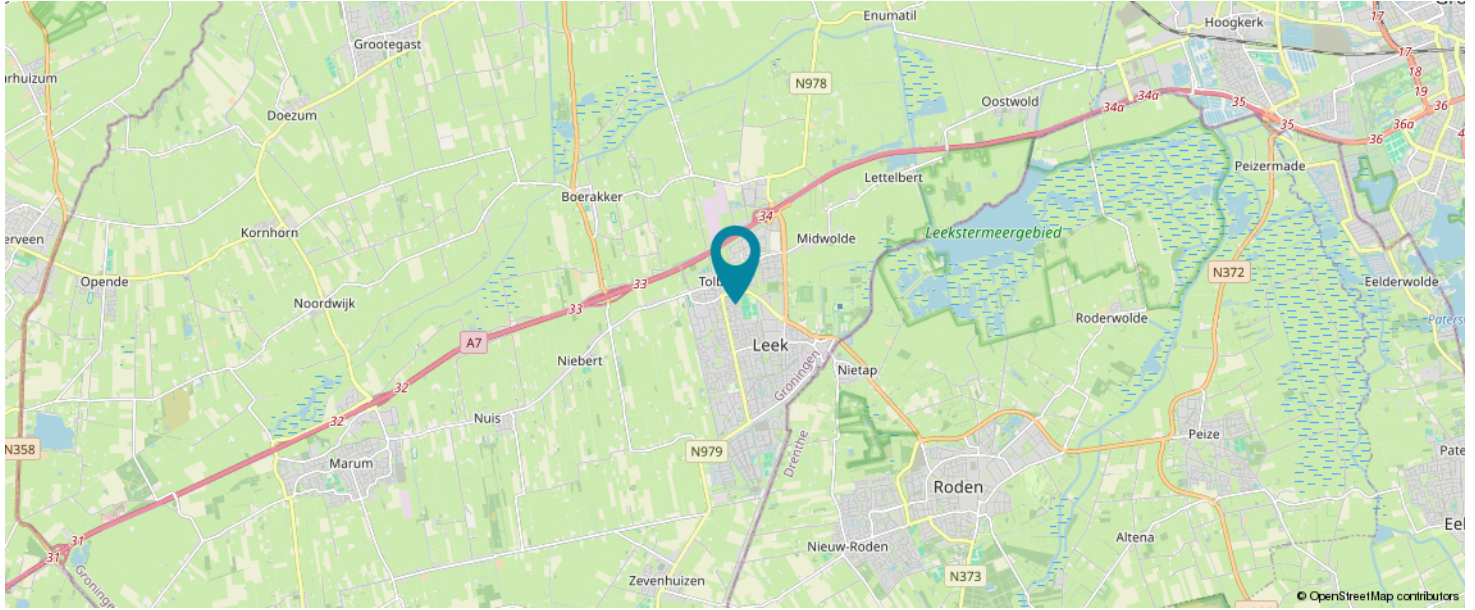 Enumatil
Hoogkerk
Grootegast
17
17
18
N978
19
34a
34a
35
36
Oostwold
Doezum
35
36
36a
Peizermade
Lettelbert
Boerakker
34
Kornhorn
Midwolde
Leekstermeergebied
N372
Opende
33
Eelderwolde
Noordwijk
33
Roderwolde
A7
Leek
Niebert
Groningen
Nietap
32
Nuis
32
Peize
N358
Marum
N979
Drenthe
Roden
31
Altena
31
Nieuw-Roden
Zevenhuizen
N373
© OpenStreetMap contributors